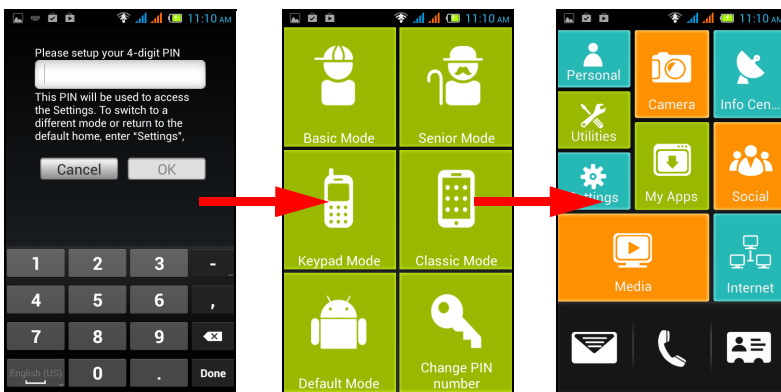 11:10 AM
Please setup your 4-digit PIN
This PIN will be used to access
the Settings. To switch to a
different mode or return to the
default home, enter “Settings”,
Cancel
OK
1
2
3
-
4
5
6
,
7
8
9
English (US)
0
.
Done
11:10 AM
Basic Mode
Senior Mode
Keypad Mode
Classic Mode
Default Mode
Change PIN
number
11:10 AM
Personal
Camera
Info Cen...
Utilities
Settings
My Apps
Social
Media
Internet